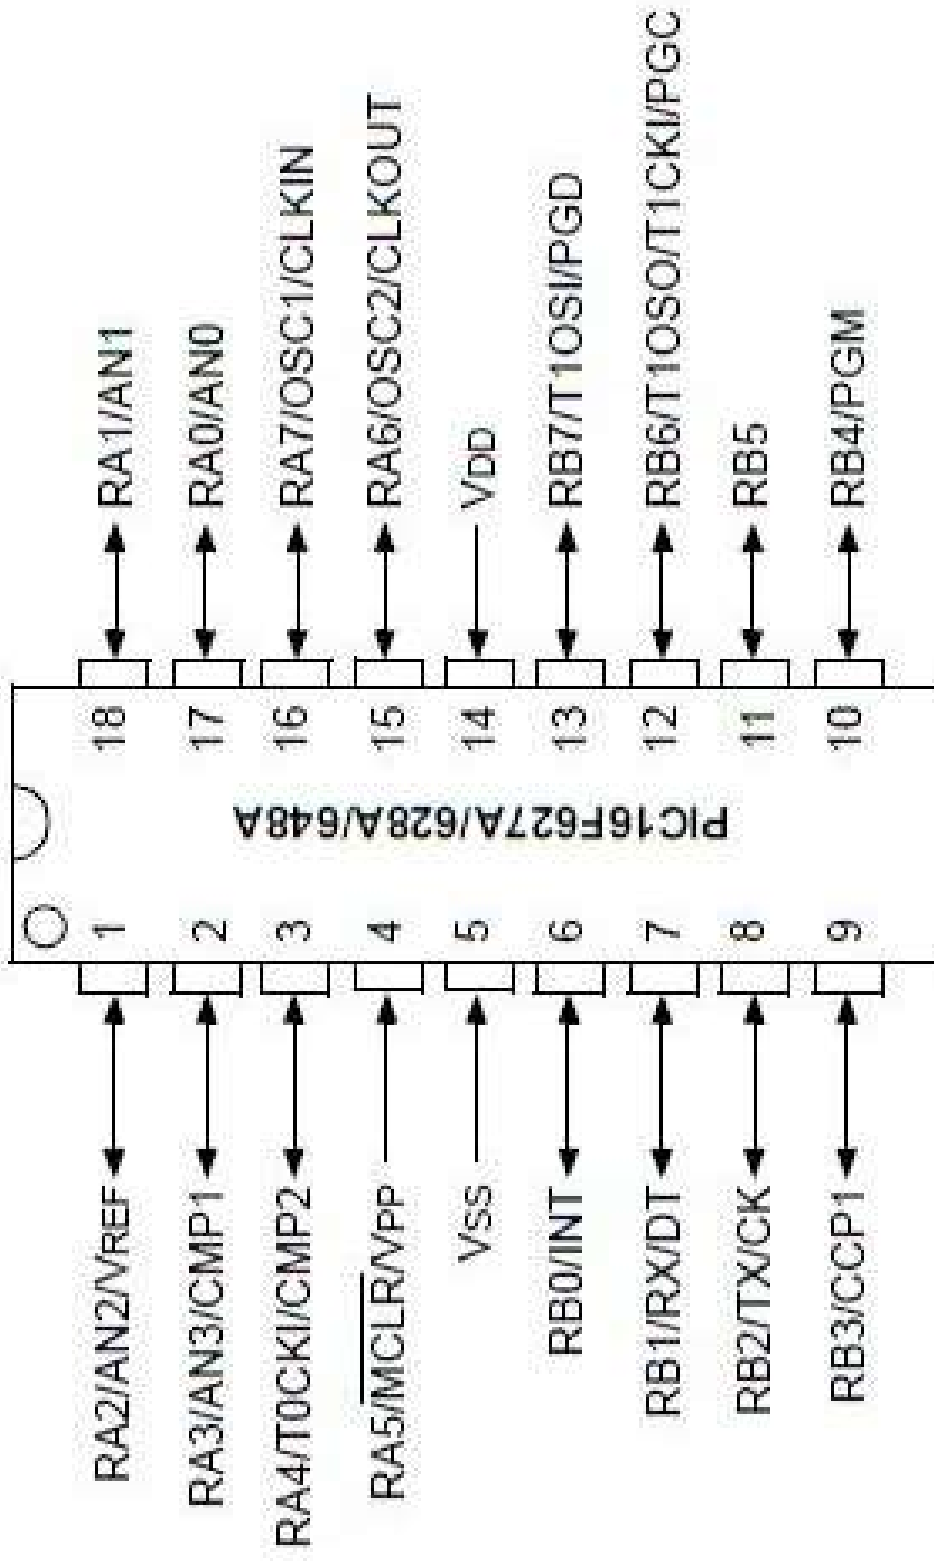 RA2/AN2/VREF
RA3/AN3/CMP1
RA4/T0CKI/CMP2
RA5/MCLR/VPP
VSS
RB0/INT
RB1/RX/DT
RB2/TX/CK
RB3/CCP1
1
2
3
4
5
6
7
8
9
PIC16F627A/628A/648A
18
17
16
15
14
13
12
11
10
RA1/AN1
RA0/AN0
RA7/OSC1/CLKIN
RA6/OSC2/CLKOUT
VDD
RB7/T1OSI/PGD
RB6/T1OSO/T1CKI/PGC
RB5
RB4/PGM